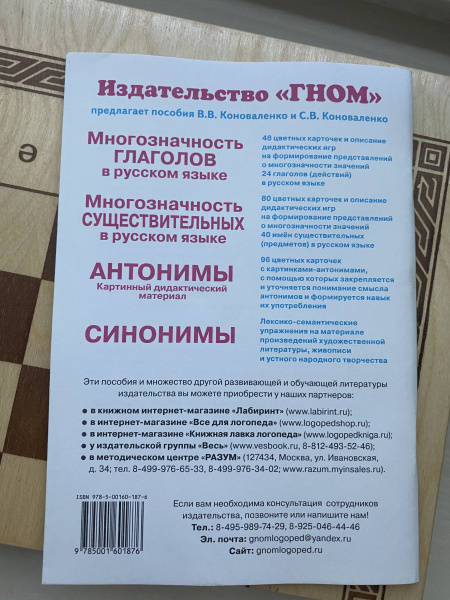 Издательство «ГНОМ»
предлагает пособия В.В. Коноваленко и С.В. Коноваленко
Многозначность
ГЛАГОЛОВ
в русском языке
48 цветных карточек и описание
дидактических игр
на формирование представлений
о многозначности значений
24 глаголов (действий)
в русском языке
Многозначность
СУЩЕСТВИТЕЛЬНЫХ
в русском языке
80 цветных карточек и описание
дидактических игр
на формирование представлений
о многозначности значений
40 имён существительных
(предметов) в русском языке
АНТОНИМЫ
Картинный дидактический
материал
96 цветных карточек
с картинками-антонимами,
с помощью которых закрепляется
и уточняется понимание смысла
антонимов и формируется навык
их употребления
СИНОНИМЫ
Лексико-семантические
упражнения на материале
произведений художественной
литературы, живописи
и устного народного творчества
Эти пособия и множество другой развивающей и обучающей литературы
издательства вы можете приобрести у наших партнеров:
● в книжном интернет-магазине «Лабиринт» (www.labirint.ru);
● в интернет-магазине «Все для логопеда» (www.logopedshop.ru);
● в интернет-магазине «Книжная лавка логопеда» (www.logopedkniga.ru);
● у издательской группы «Весь» (www.vesbook.ru, 8-812-493-52-46);
● в методическом центре «РАЗУМ» (127434, Москва, ул. Ивановская,
д. 34; тел. 8-499-976-65-33, 8-499-976-34-02; www.razum.myinsales.ru).
ISBN 978-5-00160-187-6
9 785001 601876
Если вам необходима консультация сотрудников
издательства, позвоните или напишите нам!
Тел.: 8-495-989-74-29, 8-925-046-44-46
Эл. почта: gnomlogoped@yandex.ru
Сайт: gnomlogoped.ru